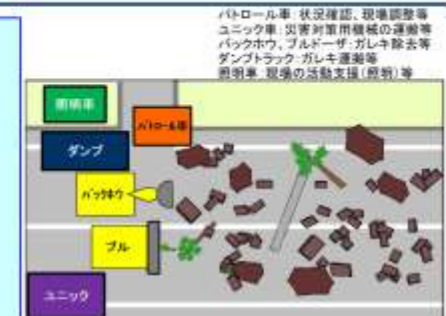 パトロール車:状況確認、現場調整等
ユニック車:災害対策用機械の運搬等
バックホウ、ブルドーザ:ガレキ除去等
ダンプトラック:ガレキ運搬等
照明車:現場の活動支援(照明)等
照明車
パトロール車
ダンプ
バックホウ
ブル
ユニック